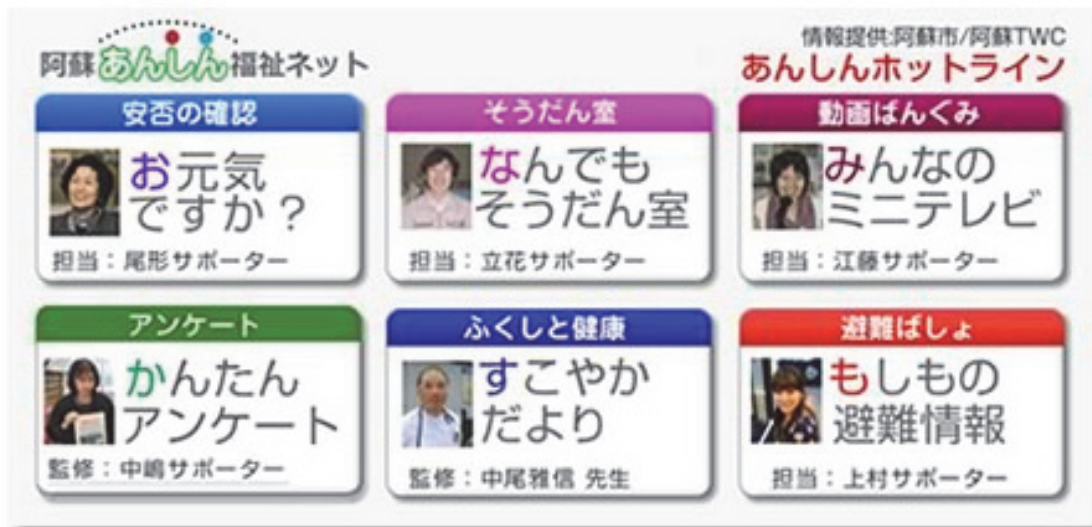 阿蘇あんしん福祉ネット
情報提供:阿蘇市/阿蘇TWC
あんしんホットライン
安否の確認
お元気
ですか？
担当：尾形サポーター
そうだん室
なんでも
そうだん室
担当：立花サポーター
動画ばんぐみ
みんなの
ミニテレビ
担当：江藤サポーター
アンケート
かんたん
アンケート
監修：中嶋サポーター
ふくしと健康
すこやか
だより
監修：中尾雅信 先生
避難ばしょ
もしもの
避難情報
担当：上村サポーター